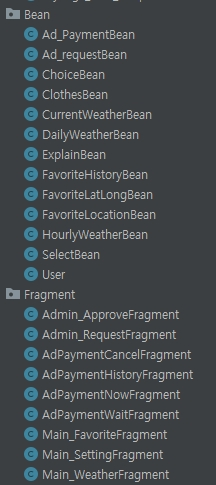 Bean
Ad_PaymentBean
Ad_requestBean
ChoiceBean
ClothesBean
CurrentWeatherBean
DailyWeatherBean
ExplainBean
FavoriteHistoryBean
FavoriteLatLongBean
FavoriteLocationBean
HourlyWeatherBean
SelectBean
User
Fragment
Admin_ApproveFragment
Admin_RequestFragment
AdPaymentCancelFragment
AdPaymentHistoryFragment
AdPaymentNowFragment
AdPaymentWaitFragment
Main_FavoriteFragment
Main_SettingFragment
Main_WeatherFragment